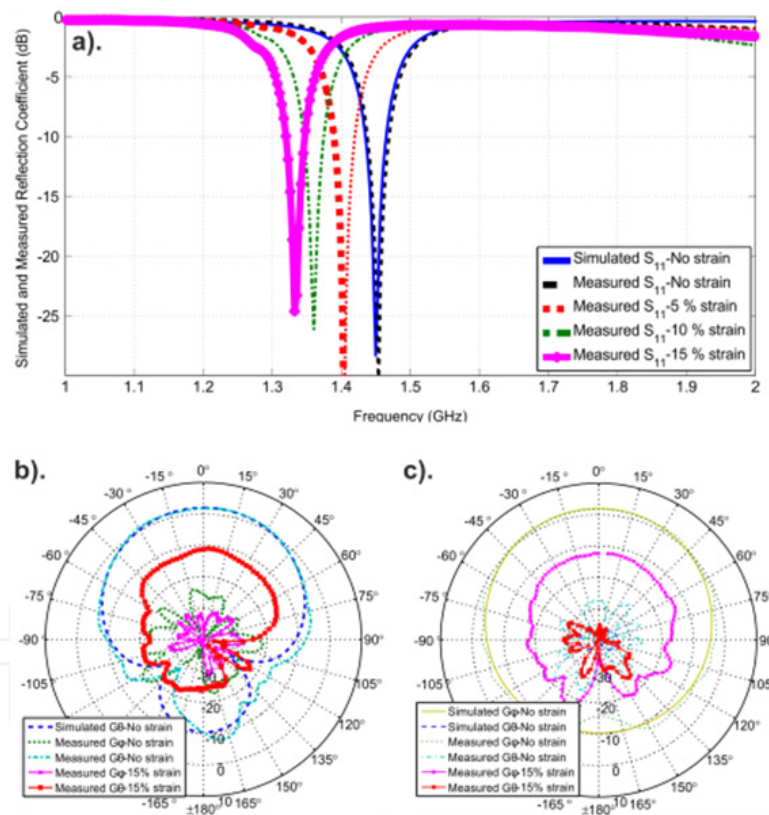 a).
Simulated and Measured Reflection Coefficient (dB)
0
-5
-10
-15
-20
-25
1 1.1 1.2 1.3 1.4 1.5 1.6 1.7 1.8 1.9 2
Frequency (GHz)
Simulated S11-No strain
Measured S11-No strain
Measured S11-5 % strain
Measured S11-10 % strain
Measured S11-15 % strain
b).
0°
15°
30°
45°
60°
75°
90°
105°
120°
135°
150°
165°
±180°
-165°
-105°
-90°
-75°
-60°
-45°
-30°
-15°
-30
-20
-10
0
10
Simulated Gθ-No strain
Measured Gφ-No strain
Measured Gθ-No strain
Measured Gφ-15% strain
Measured Gθ-15% strain
c).
0°
15°
30°
45°
60°
75°
90°
105°
120°
135°
150°
165°
±180°
-165°
-105°
-90°
-75°
-60°
-45°
-30°
-15°
-30
-20
-10
0
10
Simulated Gφ-No strain
Simulated Gθ-No strain
Measured Gφ-No strain
Measured Gθ-No strain
Measured Gφ-15% strain
Measured Gθ-15% strain